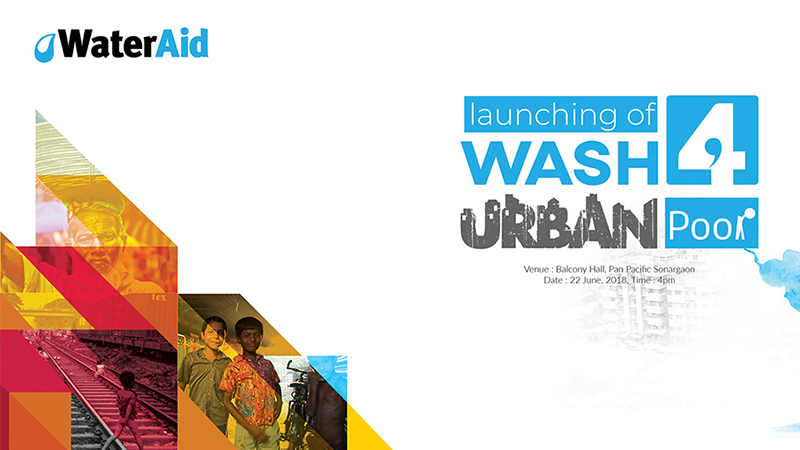 WaterAid
launching of
WASH 4
URBAN Poor
Venue : Balcony Hall, Pan Pacific Sonargaon
Date : 22 June, 2018, Time : 4pm
tex